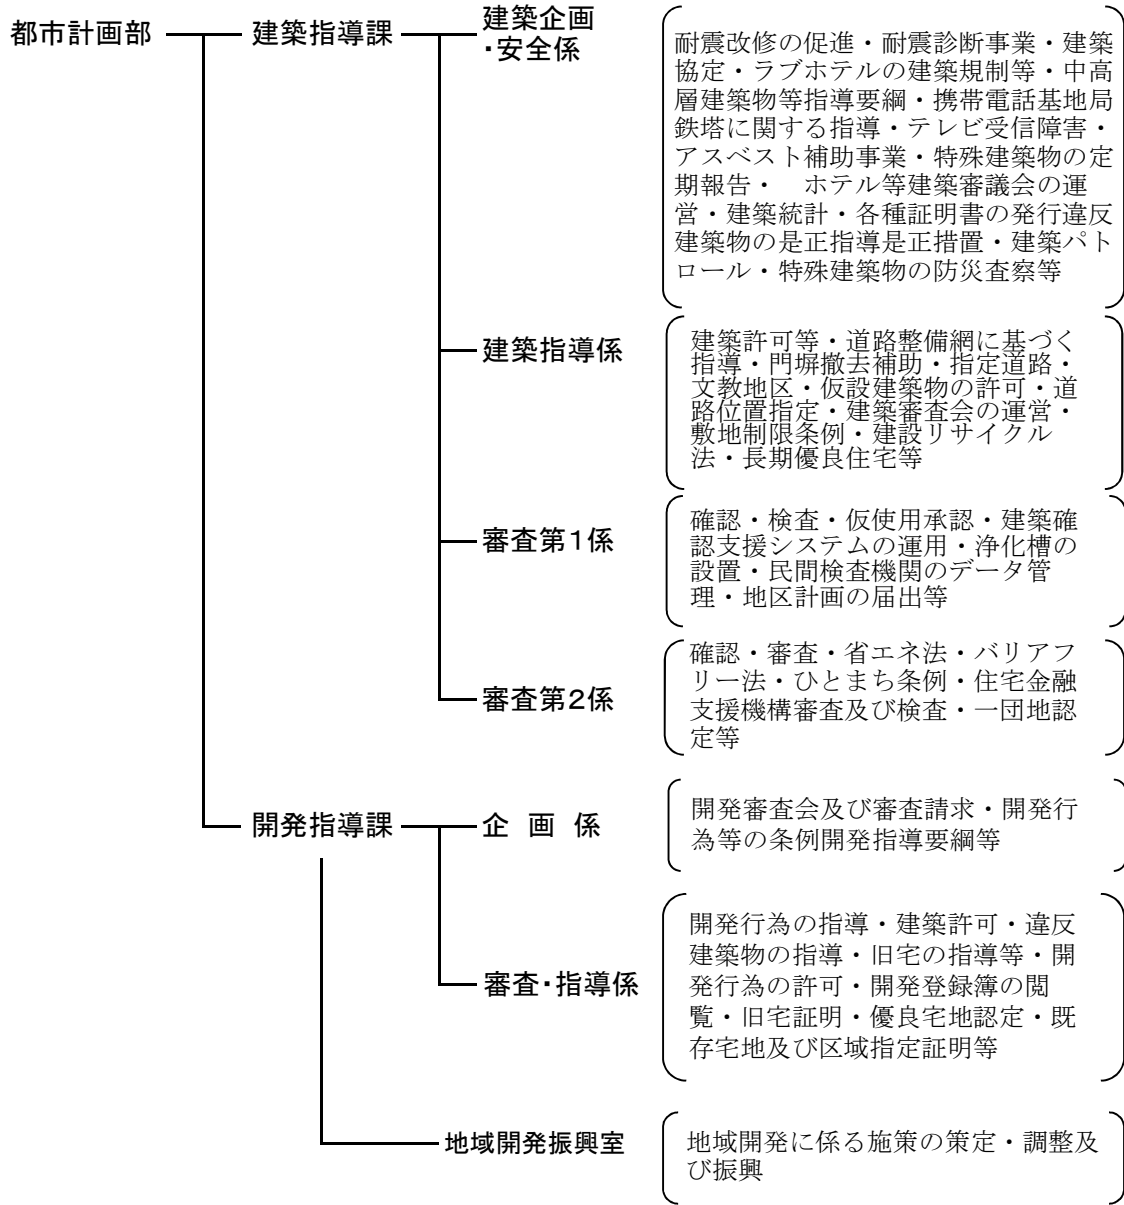 都市計画部
建築指導課
建築企画
・安全係
耐震改修の促進・耐震診断事業・建築
協定・ラブホテルの建築規制等・中高
層建築物等指導要綱・携帯電話基地局
鉄塔に関する指導・テレビ受信障害・
アスベスト補助事業・特殊建築物の定
期報告・　ホテル等建築審議会の運
営・建築統計・各種証明書の発行違反
建築物の是正指導是正措置・建築パト
ロール・特殊建築物の防災査察等
建築指導係
建築許可等・道路整備網に基づく
指導・門塀撤去補助・指定道路・
文教地区・仮設建築物の許可・道
路位置指定・建築審査会の運営・
敷地制限条例・建設リサイクル
法・長期優良住宅等
審査第1係
確認・検査・仮使用承認・建築確
認支援システムの運用・浄化槽の
設置・民間検査機関のデータ管
理・地区計画の届出等
審査第2係
確認・審査・省エネ法・バリアフ
リー法・ひとまち条例・住宅金融
支援機構審査及び検査・一団地認
定等
開発指導課
企 画 係
開発審査会及び審査請求・開発行
為等の条例開発指導要綱等
審査・指導係
開発行為の指導・建築許可・違反
建築物の指導・旧宅の指導等・開
発行為の許可・開発登録簿の閲
覧・旧宅証明・優良宅地認定・既
存宅地及び区域指定証明等
地域開発振興室
地域開発に係る施策の策定・調整及
び振興